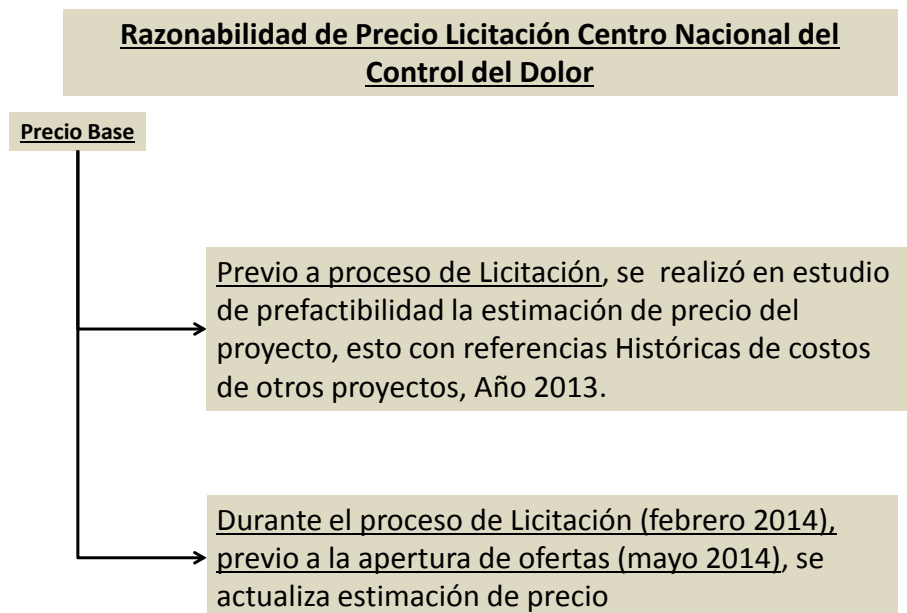 Razonabilidad de Precio Licitación Centro Nacional del
Control del Dolor
Precio Base
Previo a proceso de Licitación, se realizó en estudio
de prefactibilidad la estimación de precio del
proyecto, esto con referencias Históricas de costos
de otros proyectos, Año 2013.
Durante el proceso de Licitación (febrero 2014),
previo a la apertura de ofertas (mayo 2014), se
actualiza estimación de precio